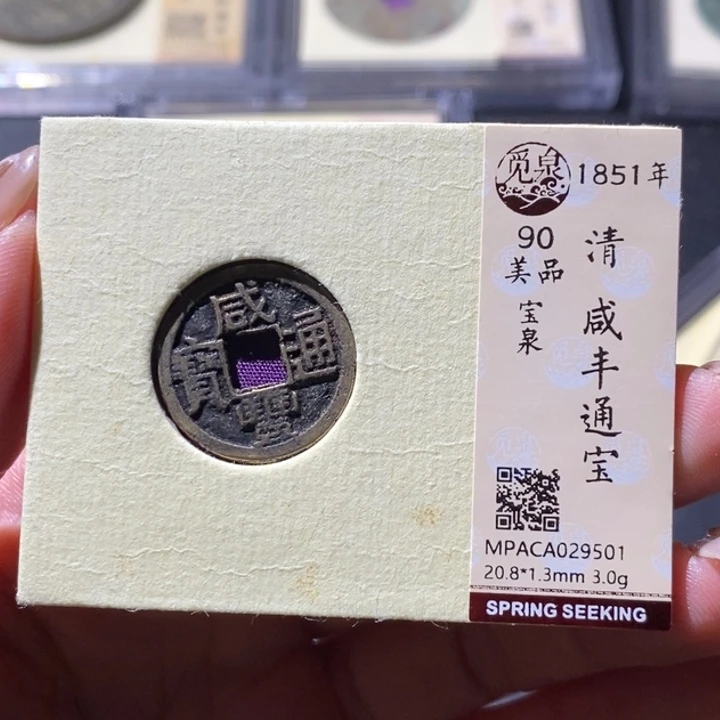 咸豐通寶
觅泉
1851年
90
美品
宝泉
清 咸丰通宝
MPACA029501
20.8*1.3mm 3.0g
SPRING SEEKING